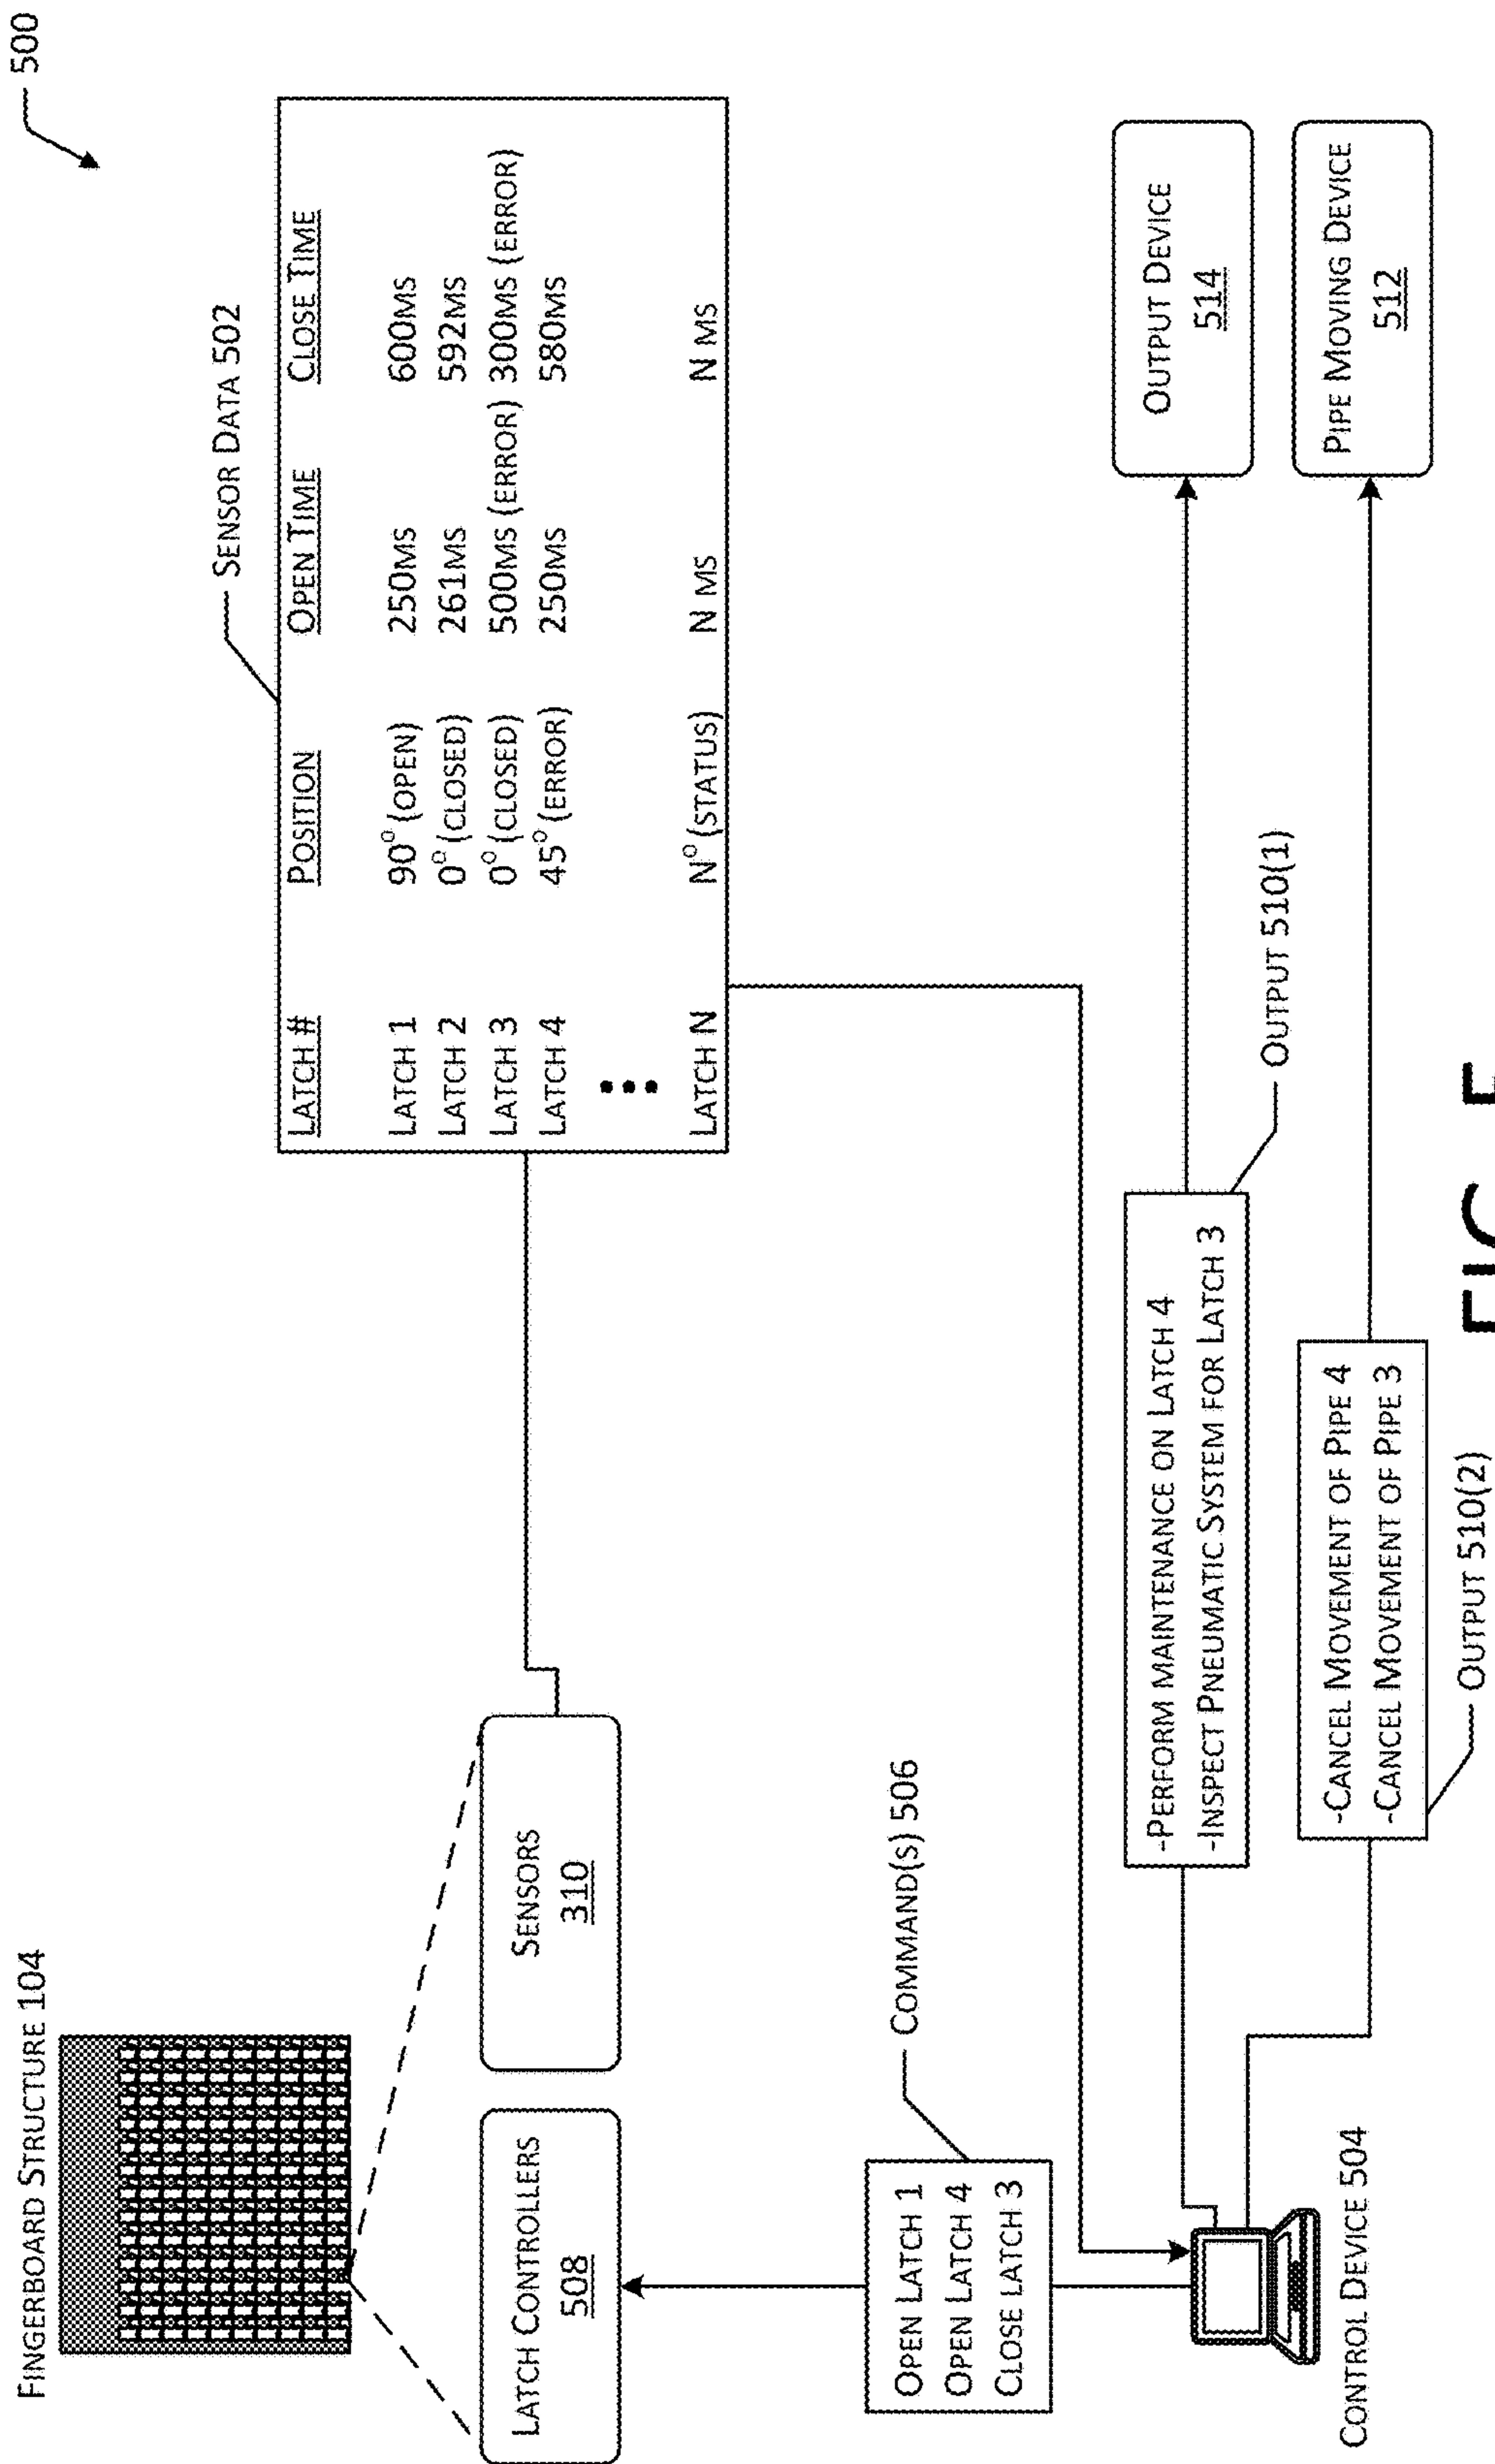 500
FINGERBOARD STRUCTURE 104
SENSOR DATA 502
LATCH # POSITION OPEN TIME CLOSE TIME
LATCH 1 90° (OPEN) 250MS 600MS
LATCH 2 0° (CLOSED) 261MS 592MS
LATCH 3 0° (CLOSED) 500MS (ERROR) 300MS (ERROR)
LATCH 4 45° (ERROR) 250MS 580MS
LATCH N N° (STATUS) N MS N MS
LATCH CONTROLLERS
508
SENSORS
310
COMMAND(S) 506
OPEN LATCH 1
OPEN LATCH 4
CLOSE LATCH 3
CONTROL DEVICE 504
-PERFORM MAINTENANCE ON LATCH 4
-INSPECT PNEUMATIC SYSTEM FOR LATCH 3
OUTPUT 510(1)
OUTPUT DEVICE
514
-CANCEL MOVEMENT OF PIPE 4
-CANCEL MOVEMENT OF PIPE 3
OUTPUT 510(2)
PIPE MOVING DEVICE
512